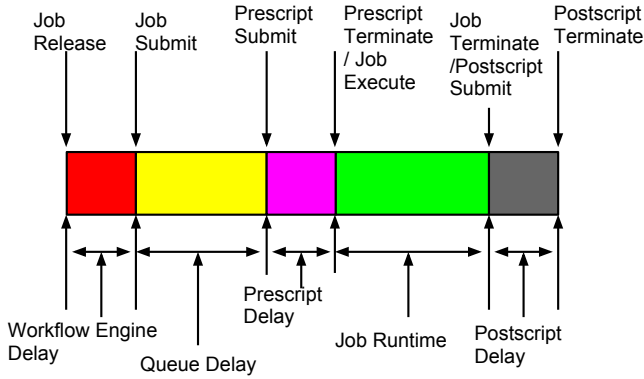 Job
Release
Job
Submit
Prescript
Submit
Prescript
Terminate
/ Job
Execute
Job
Terminate
/Postscript
Submit
Postscript
Terminate
Workflow Engine
Delay
Queue Delay
Prescript
Delay
Job Runtime
Postscript
Delay